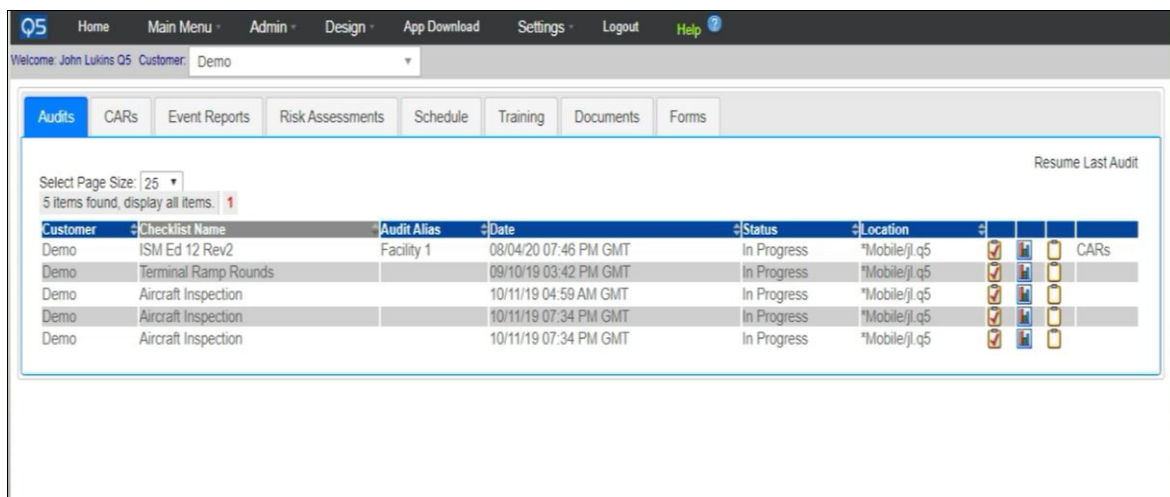 Q5 Home Main Menu Admin Design App Download Settings Logout Help ?
Welcome: John Lukins Q5 Customer: Demo
Audits CARs Event Reports Risk Assessments Schedule Training Documents Forms
Resume Last Audit
Select Page Size: 25
5 items found, display all items. 1
Customer Checklist Name Audit Alias Date Status Location
Demo ISM Ed 12 Rev2 Facility 1 08/04/20 07:46 PM GMT In Progress *Mobile/jl.q5 CARs
Demo Terminal Ramp Rounds 09/10/19 03:42 PM GMT In Progress *Mobile/jl.q5
Demo Aircraft Inspection 10/11/19 04:59 AM GMT In Progress *Mobile/jl.q5
Demo Aircraft Inspection 10/11/19 07:34 PM GMT In Progress *Mobile/jl.q5
Demo Aircraft Inspection 10/11/19 07:34 PM GMT In Progress *Mobile/jl.q5